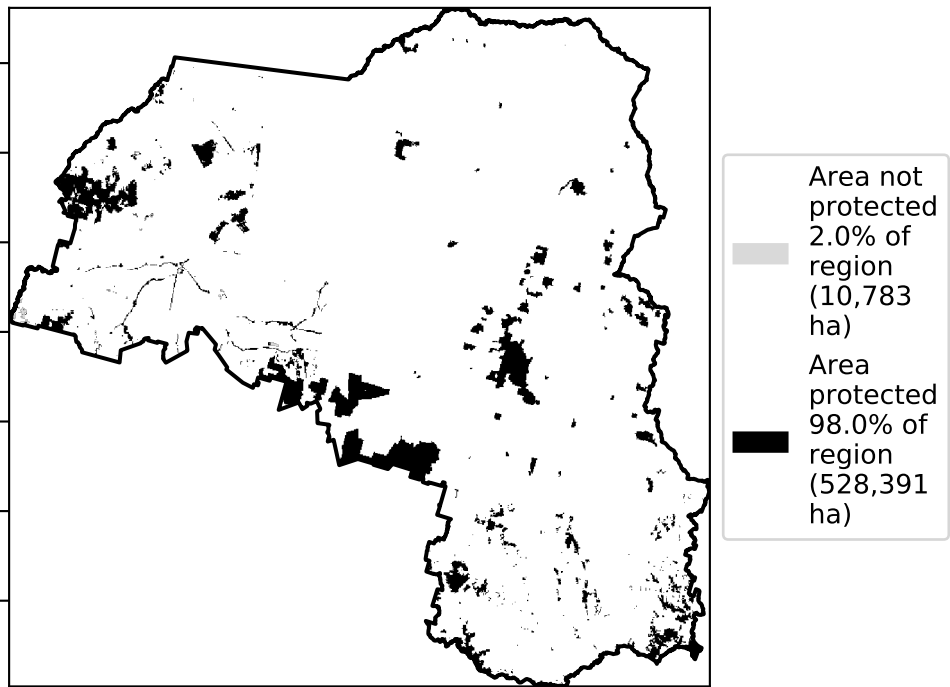 Area not
protected
2.0% of
region
(10,783
ha)
Area
protected
98.0% of
region
(528,391
ha)